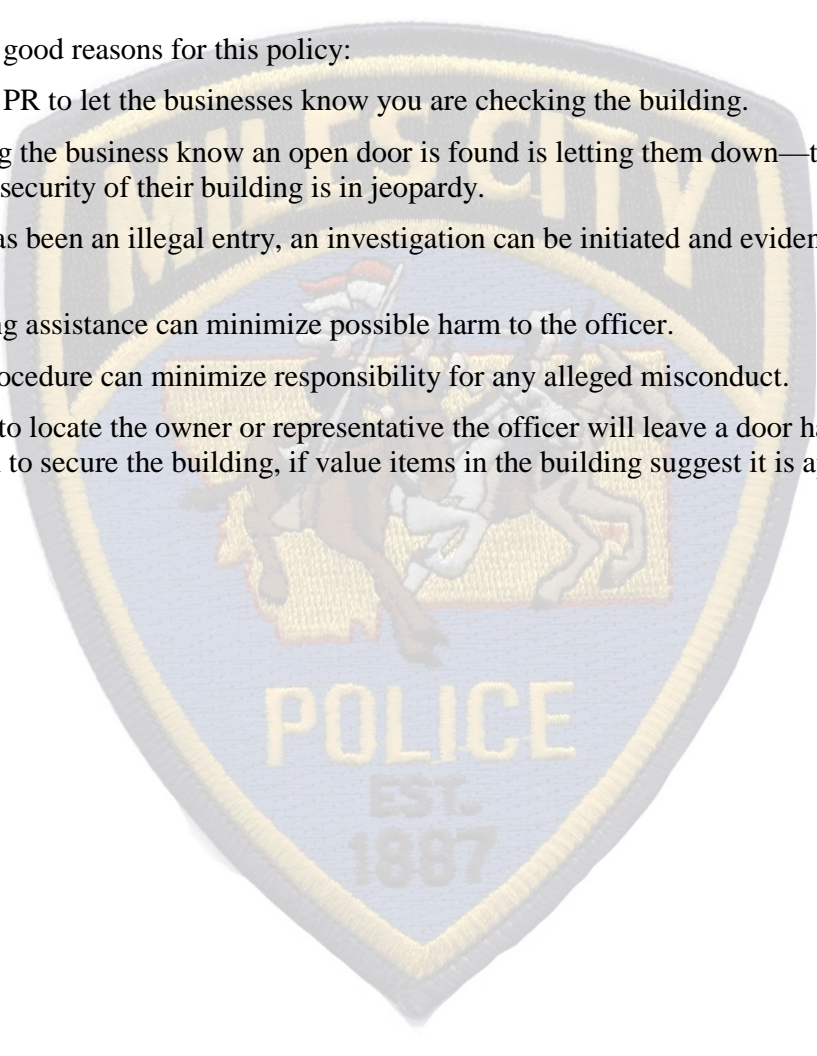 good reasons for this policy:
PR to let the businesses know you are checking the building.
g the business know an open door is found is letting them down—t
security of their building is in jeopardy.
as been an illegal entry, an investigation can be initiated and eviden
ng assistance can minimize possible harm to the officer.
ocedure can minimize responsibility for any alleged misconduct.
to locate the owner or representative the officer will leave a door ha
to secure the building, if value items in the building suggest it is a
MILES CITY
POLICE
EST.
1887